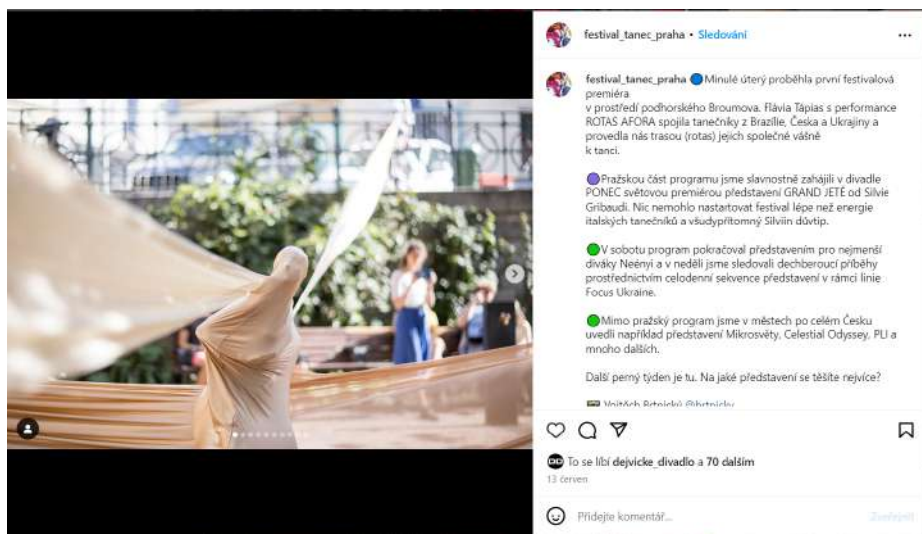 festival_tanec_praha • Sledování
festival_tanec_praha 🔵Minulé úterý proběhla první festivalová
premiéra
v prostředí podhorského Broumova. Flávia Tápias s performance
ROTAS AFORA spojila tanečníky z Brazílie, Česka a Ukrajiny a
provedla nás trasou (rotas) jejich společné vášně
k tanci.
🟣Pražskou část programu jsme slavnostně zahájili v divadle
PONEC světovou premiérou představení GRAND JETÉ od Silvie
Gribaudi. Nic nemohlo nastartovat festival lépe než energie
italských tanečníků a všudypřítomný Silviin důvtip.
🟢V sobotu program pokračoval představením pro nejmenší
diváky Neényi a v neděli jsme sledovali dechberoucí příběhy
prostřednictvím celodenní sekvence představení v rámci linie
Focus Ukraine.
🟢Mimo pražský program jsme v městech po celém Česku
uvedli například představení Mikrosvěty, Celestial Odyssey, PLI a
mnoho dalších.
Další perný týden je tu. Na jaké představení se těšíte nejvíce?
Vojtěch Brtnický @brtnicky
To se líbí dejvicke_divadlo a 70 dalším
13 červen
Přidejte komentář... Zveřejnit